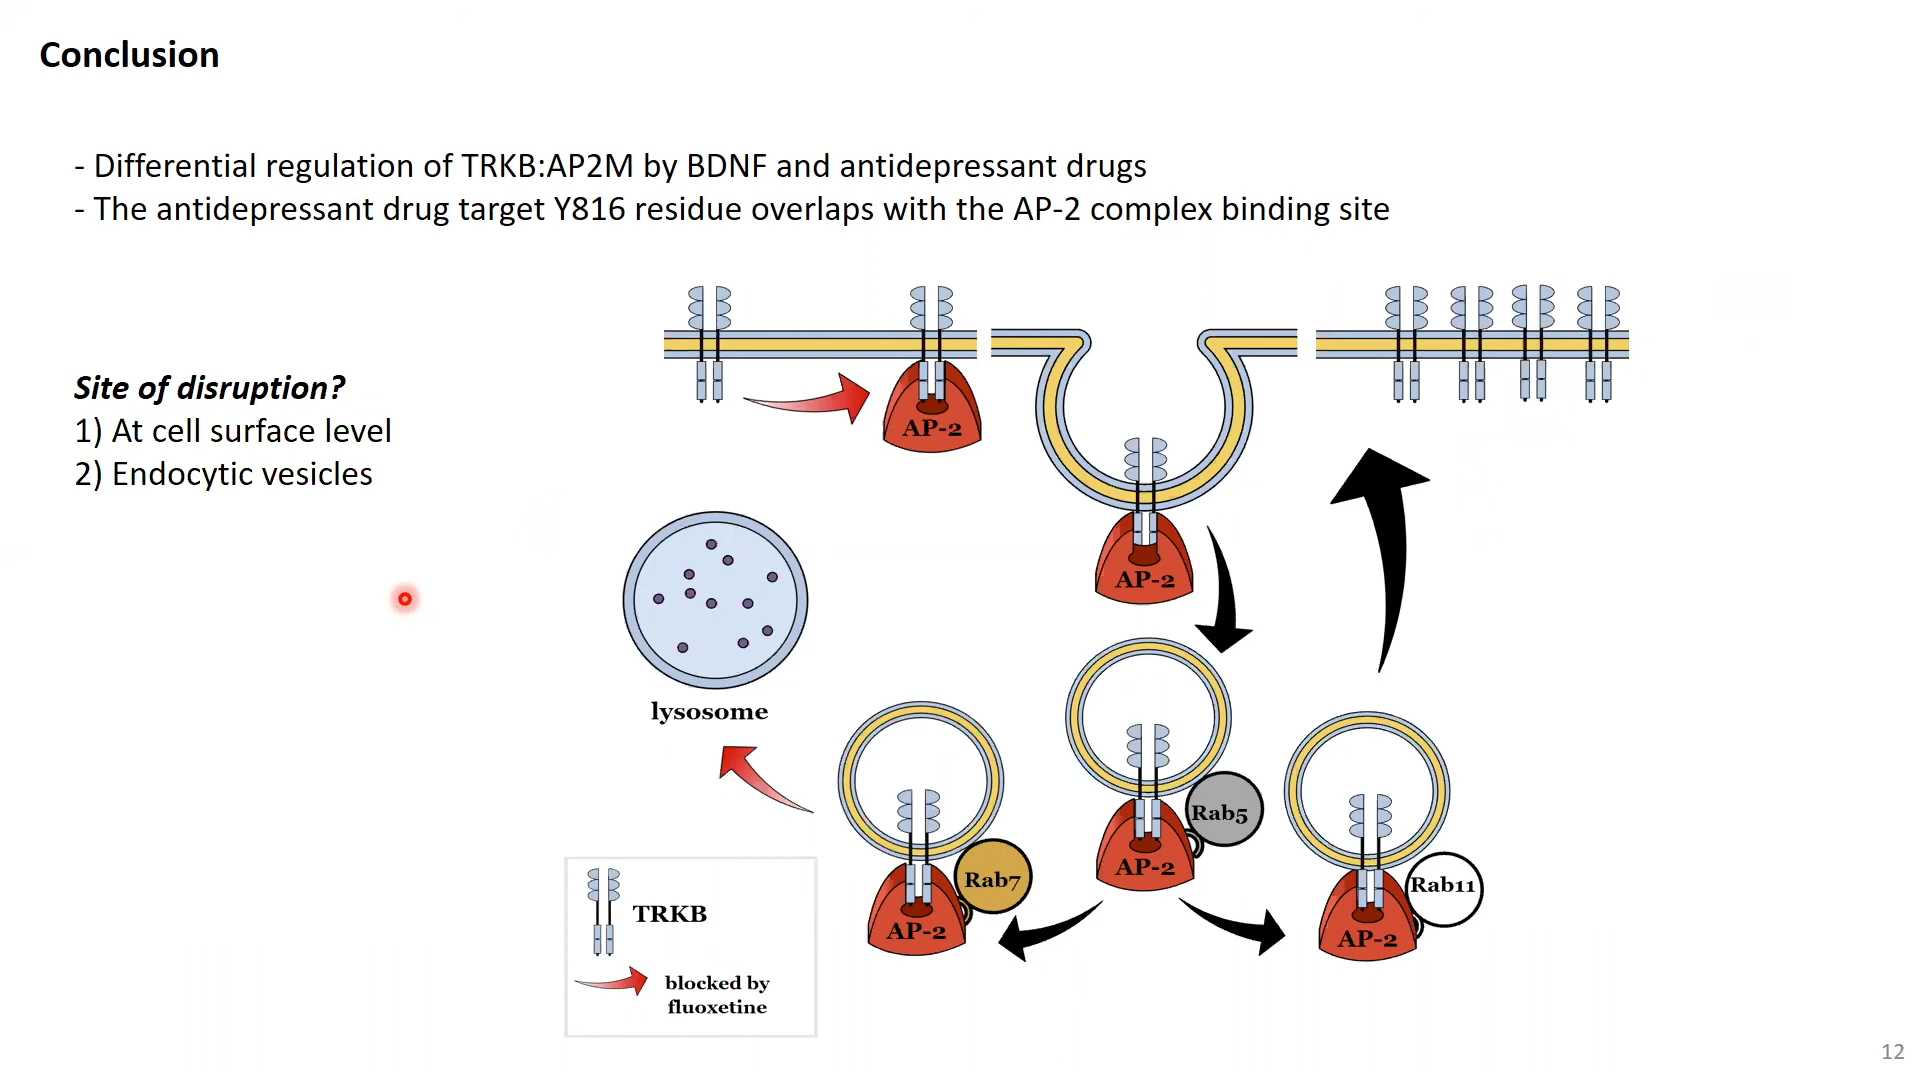 Conclusion
- Differential regulation of TRKB:AP2M by BDNF and antidepressant drugs
- The antidepressant drug target Y816 residue overlaps with the AP-2 complex binding site
Site of disruption?
1) At cell surface level
2) Endocytic vesicles
AP-2
AP-2
lysosome
Rab5
AP-2
Rab7
AP-2
Rab11
AP-2
TRKB
blocked by
fluoxetine
12